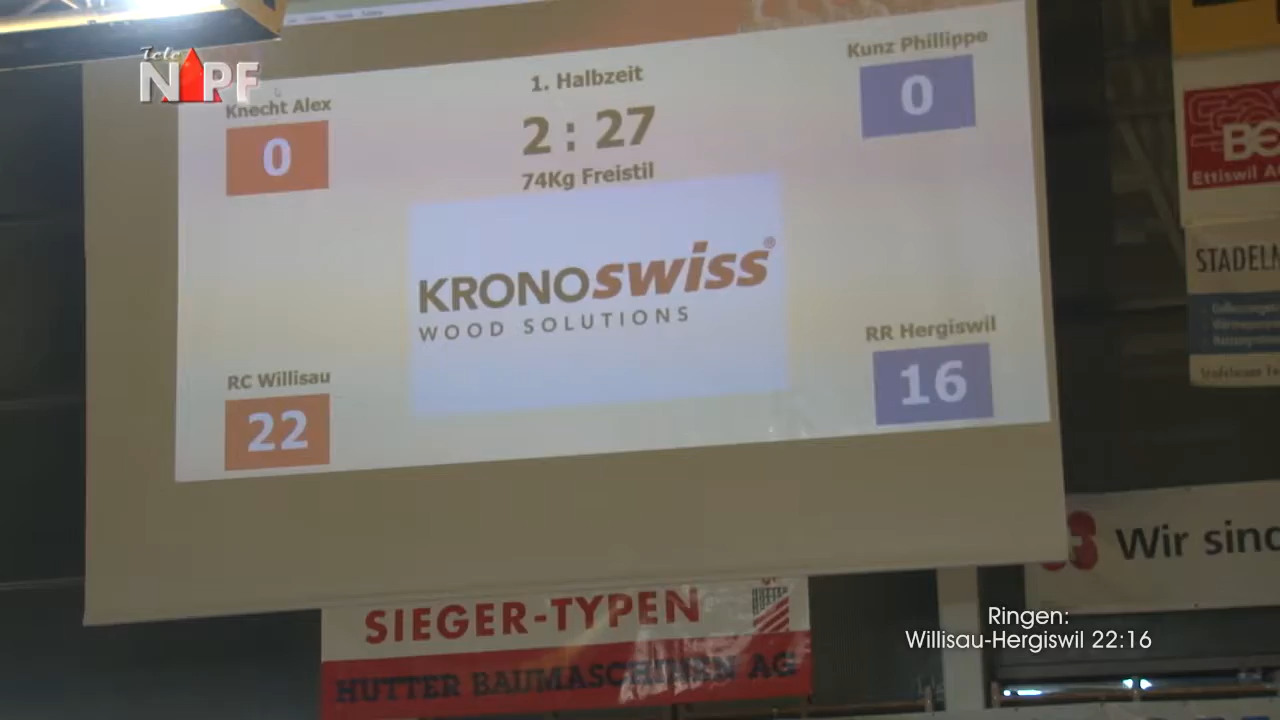 Tele
NAPF
Knecht Alex
0
1. Halbzeit
2 : 27
74Kg Freistil
Kunz Phillippe
0
KRONOSWISS®
WOOD SOLUTIONS
RC Willisau
22
RR Hergiswil
16
Ettiswil
Wir sind
SIEGER-TYPEN
HUTTER
HUTTER BAUMASCHINEN AG
Ringen:
Willisau-Hergiswil 22:16